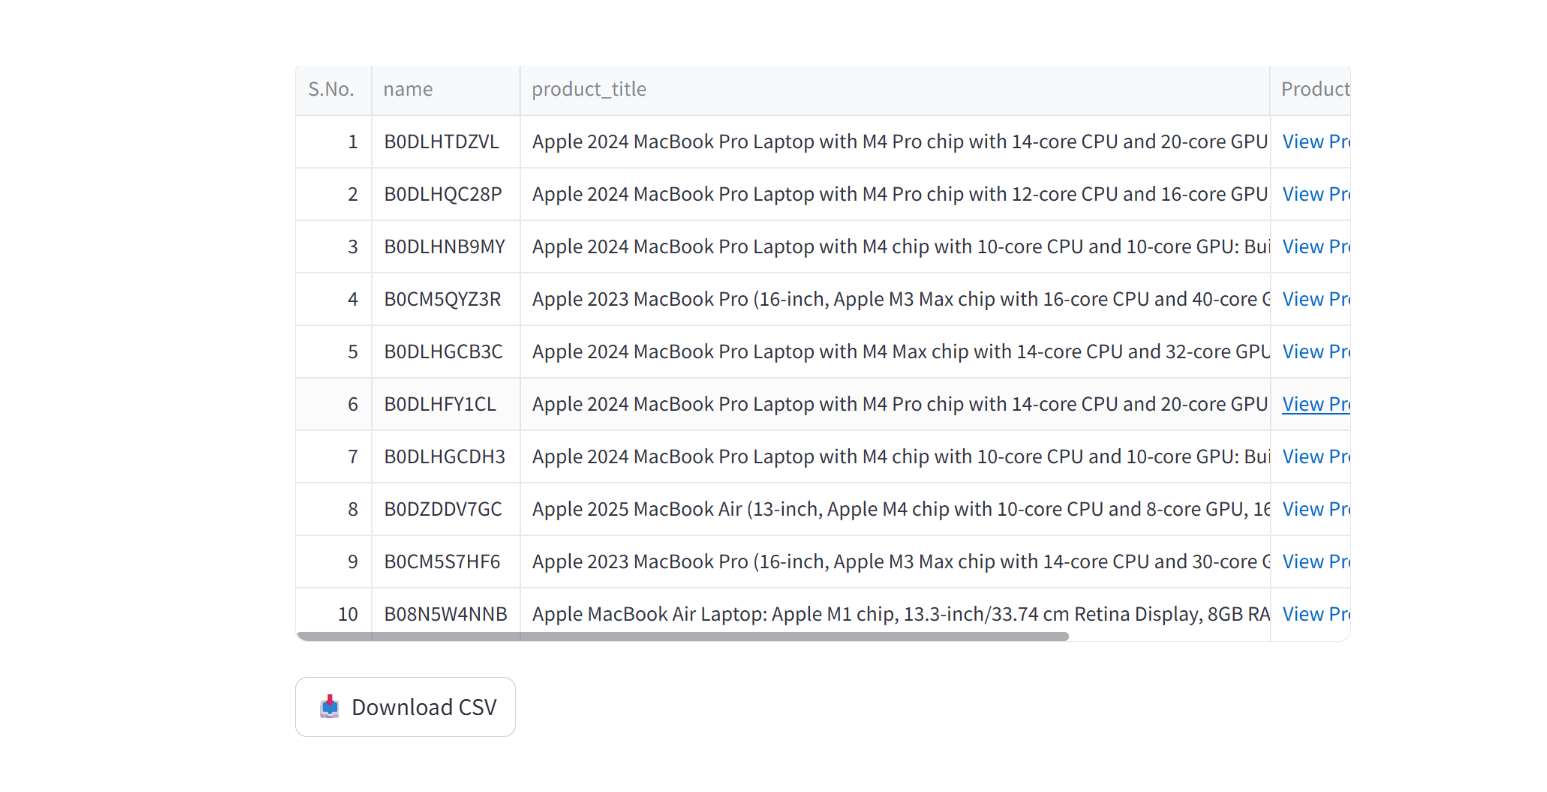 S.No. name product_title Product
1 B0DLHTDZVL Apple 2024 MacBook Pro Laptop with M4 Pro chip with 14-core CPU and 20-core GPU View Pr
2 B0DLHQC28P Apple 2024 MacBook Pro Laptop with M4 Pro chip with 12-core CPU and 16-core GPU View Pr
3 B0DLHNB9MY Apple 2024 MacBook Pro Laptop with M4 chip with 10-core CPU and 10-core GPU: Bui View Pr
4 B0CM5QYZ3R Apple 2023 MacBook Pro (16-inch, Apple M3 Max chip with 16-core CPU and 40-core G View Pr
5 B0DLHGCB3C Apple 2024 MacBook Pro Laptop with M4 Max chip with 14-core CPU and 32-core GPU View Pr
6 B0DLHFY1CL Apple 2024 MacBook Pro Laptop with M4 Pro chip with 14-core CPU and 20-core GPU View Pr
7 B0DLHGCDH3 Apple 2024 MacBook Pro Laptop with M4 chip with 10-core CPU and 10-core GPU: Bui View Pr
8 B0DZDDV7GC Apple 2025 MacBook Air (13-inch, Apple M4 chip with 10-core CPU and 8-core GPU, 16 View Pr
9 B0CM5S7HF6 Apple 2023 MacBook Pro (16-inch, Apple M3 Max chip with 14-core CPU and 30-core G View Pr
10 B08N5W4NNB Apple MacBook Air Laptop: Apple M1 chip, 13.3-inch/33.74 cm Retina Display, 8GB RA View Pr
Download CSV